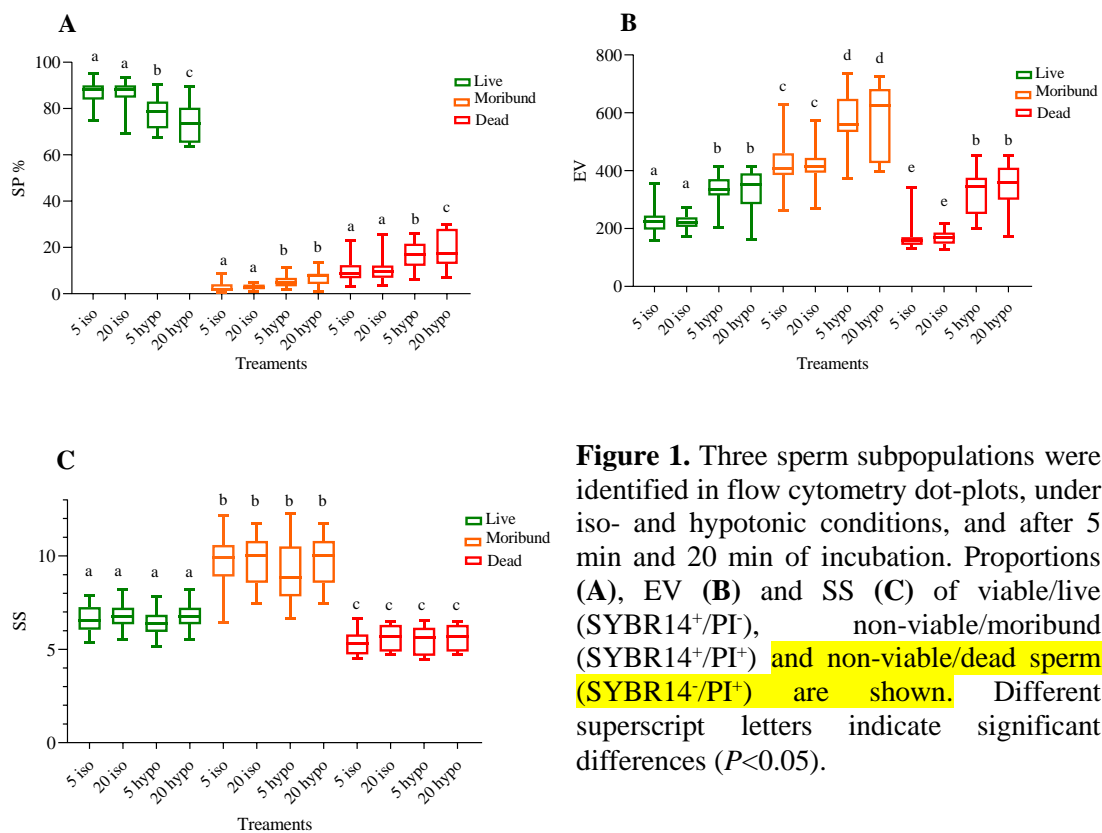 A
a a b c
100
80
60
40
20
0
SP %
Live
Moribund
Dead
a a b b a a b c
5 iso 20 iso 5 hypo 20 hypo 5 iso 20 iso 5 hypo 20 hypo 5 iso 20 iso 5 hypo 20 hypo
Treaments
B
800
600
400
200
0
EV
Live
Moribund
Dead
a a b b c c d d e e b b
5 iso 20 iso 5 hypo 20 hypo 5 iso 20 iso 5 hypo 20 hypo 5 iso 20 iso 5 hypo 20 hypo
Treaments
C
10
5
0
SS
Live
Moribund
Dead
a a a a b b b b c c c c
5 iso 20 iso 5 hypo 20 hypo 5 iso 20 iso 5 hypo 20 hypo 5 iso 20 iso 5 hypo 20 hypo
Treaments
Figure 1. Three sperm subpopulations were
identified in flow cytometry dot-plots, under
iso- and hypotonic conditions, and after 5
min and 20 min of incubation. Proportions
(A), EV (B) and SS (C) of viable/live
(SYBR14⁺/PI⁻), non-viable/moribund
(SYBR14⁺/PI⁺) and non-viable/dead sperm
(SYBR14⁻/PI⁺) are shown. Different
superscript letters indicate significant
differences (P<0.05).